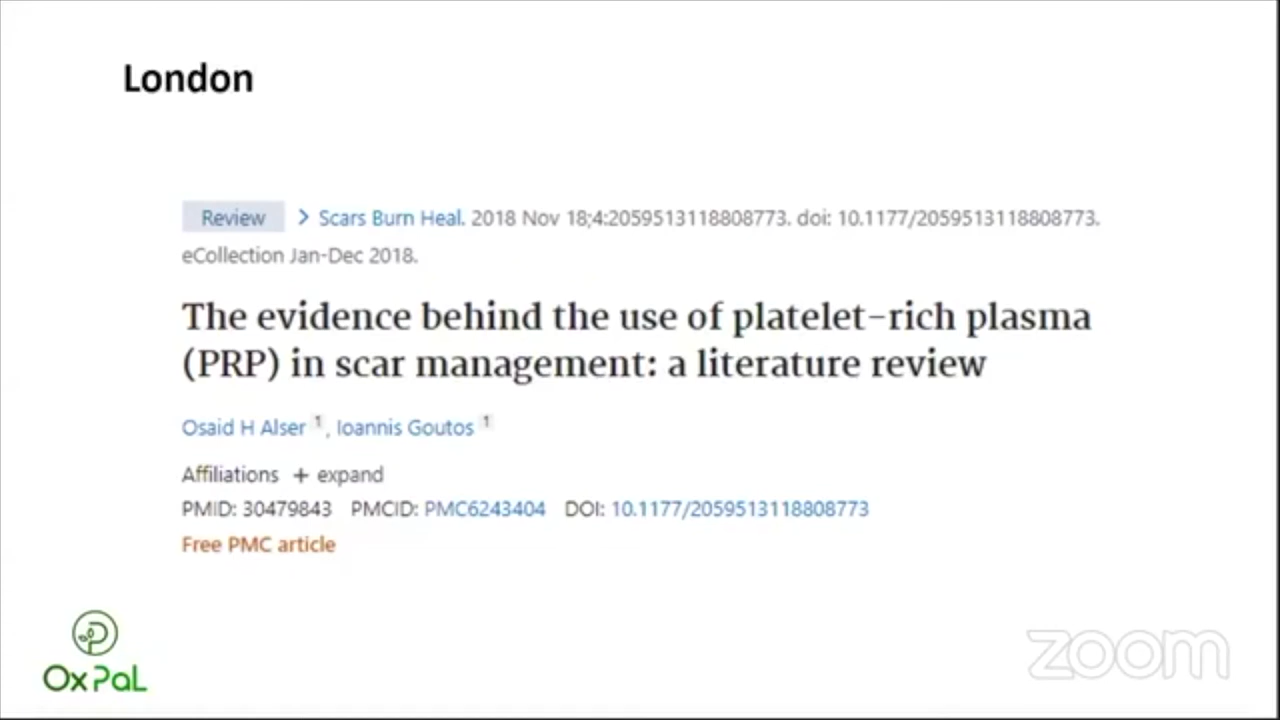 London
Review > Scars Burn Heal. 2018 Nov 18;4:2059513118808773. doi: 10.1177/2059513118808773.
eCollection Jan-Dec 2018.
The evidence behind the use of platelet-rich plasma
(PRP) in scar management: a literature review
Osaid H Alser 1, Ioannis Goutos 1
Affiliations + expand
PMID: 30479843 PMCID: PMC6243404 DOI: 10.1177/2059513118808773
Free PMC article
OxPaL
zoom